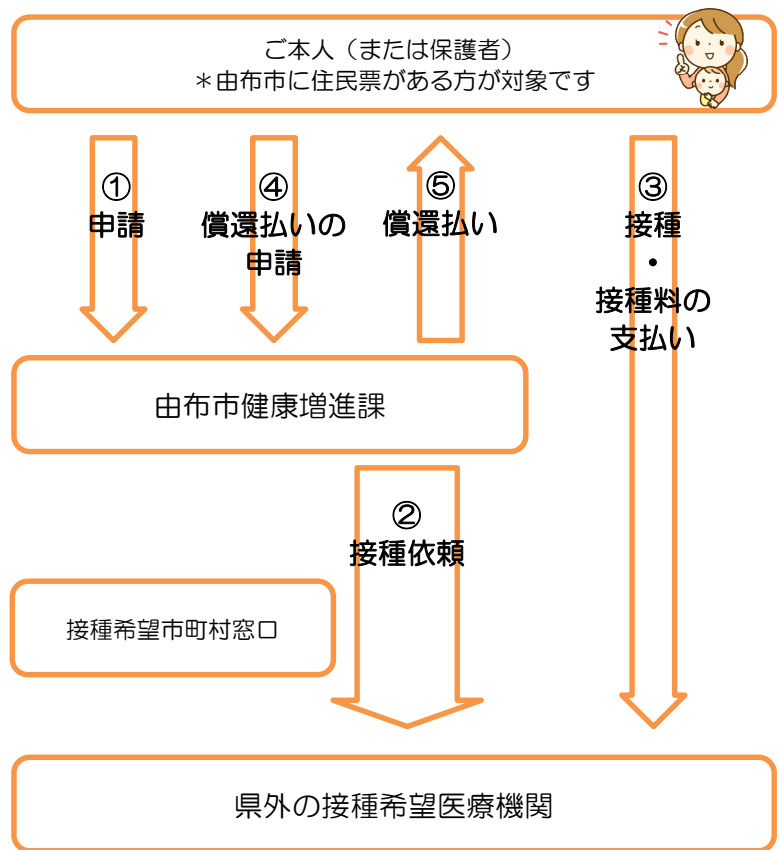 ご本人（または保護者）
＊由布市に住民票がある方が対象です
①
申請
④
償還払いの
申請
⑤
償還払い
③
接種
・
接種料の
支払い
由布市健康増進課
②
接種依頼
接種希望市町村窓口
県外の接種希望医療機関